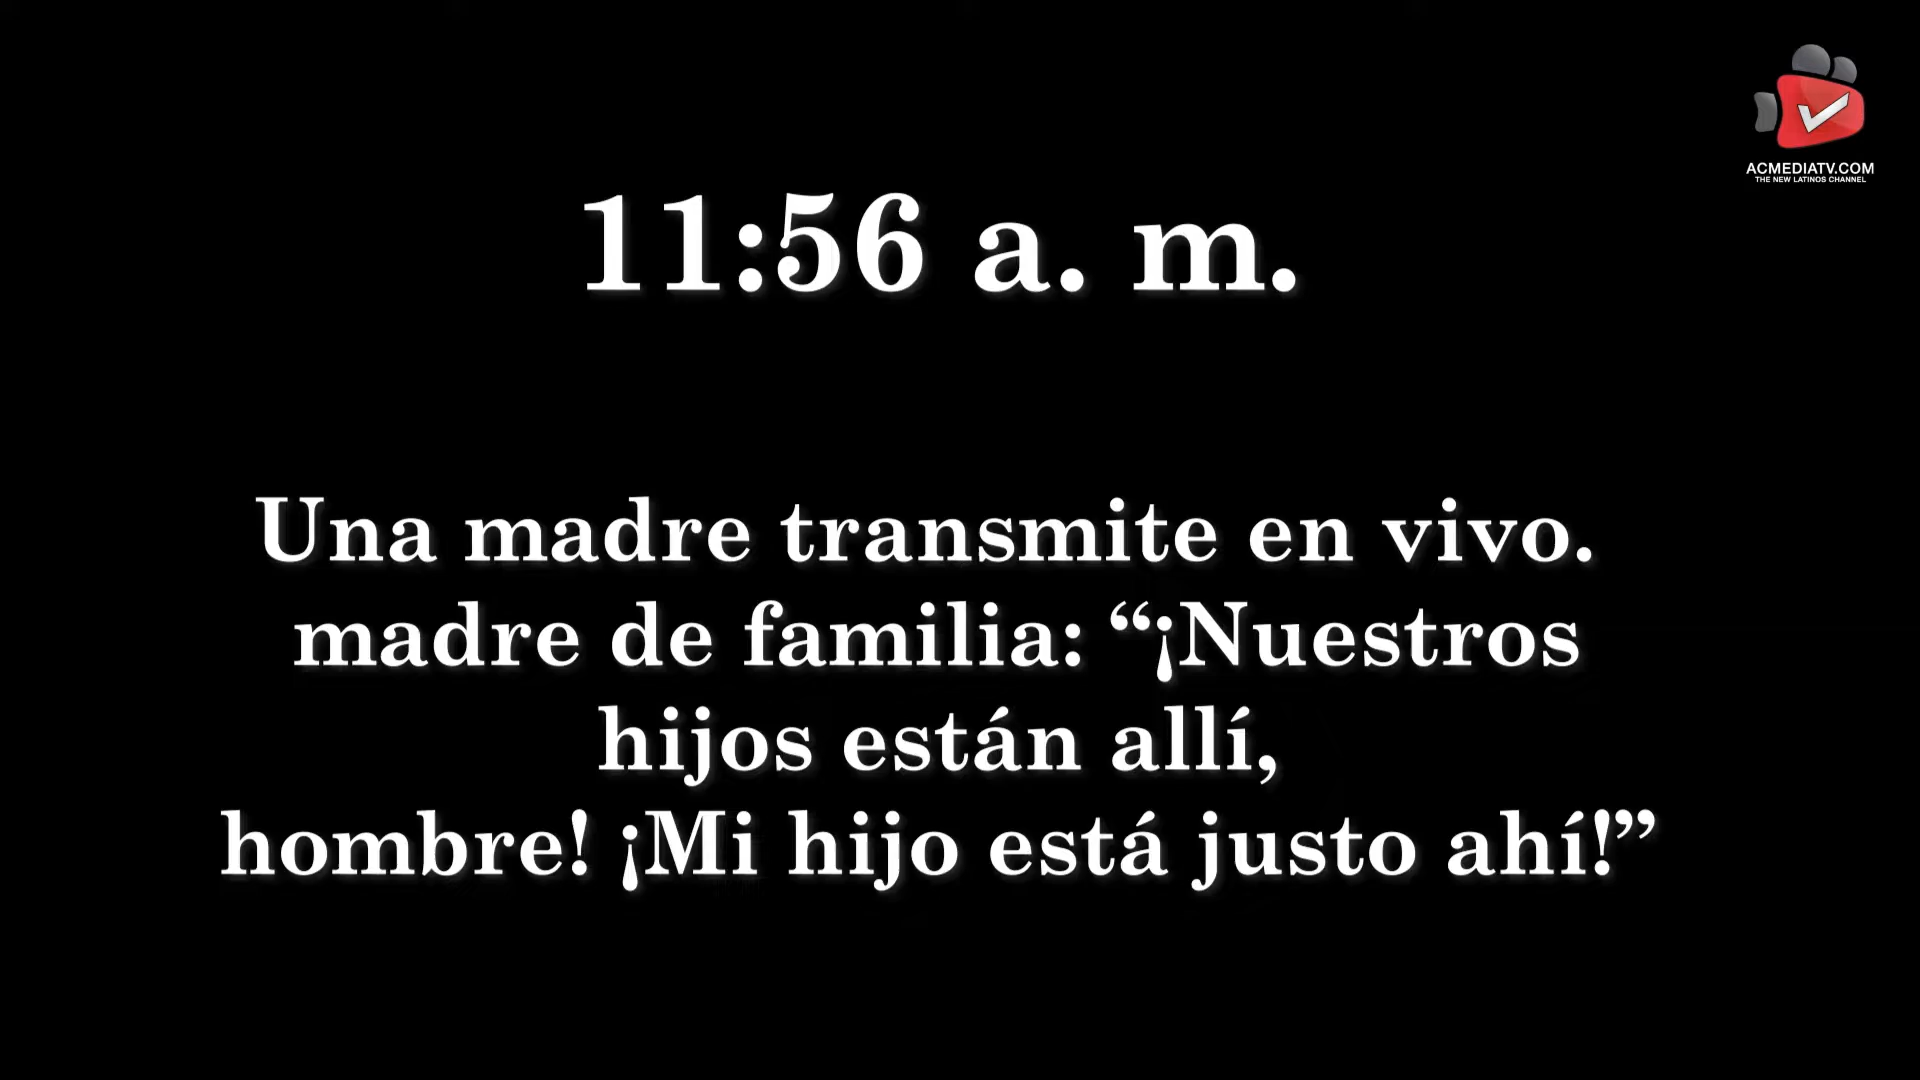 ACMEDIATV.COM
THE NEW LATINOS CHANNEL
11:56 a. m.
Una madre transmite en vivo.
madre de familia: “¡Nuestros
hijos están allí,
hombre! ¡Mi hijo está justo ahí!”